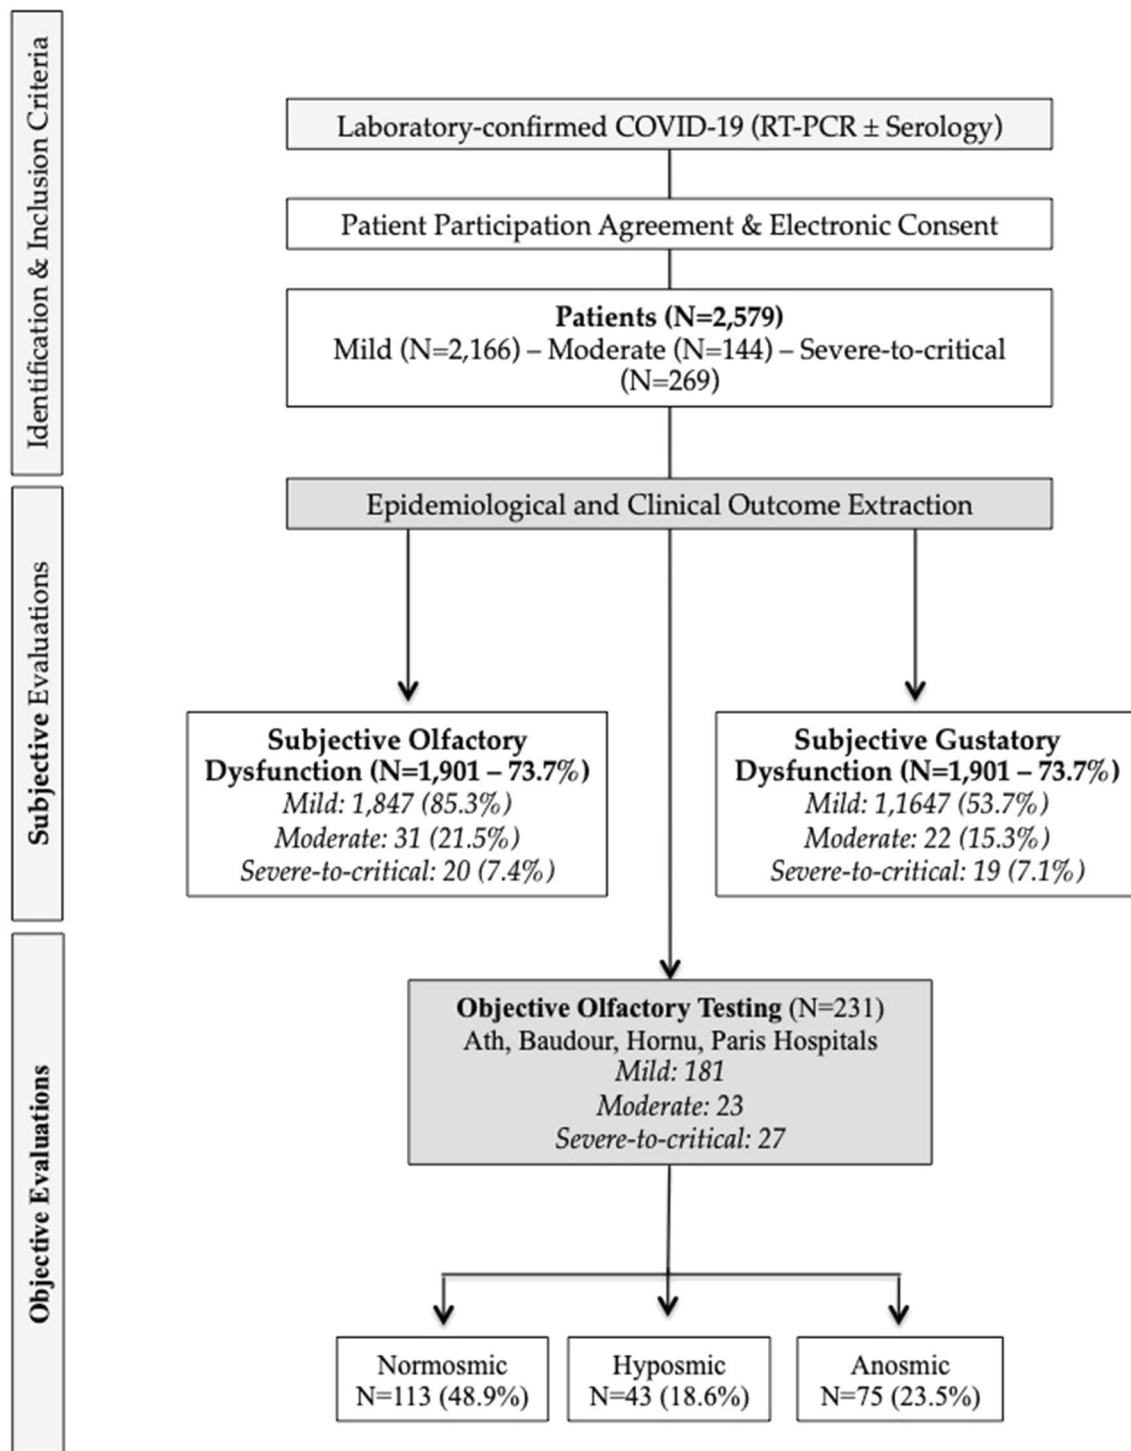 Identification & Inclusion Criteria
Laboratory-confirmed COVID-19 (RT-PCR ± Serology)
Patient Participation Agreement & Electronic Consent
Patients (N=2,579)
Mild (N=2,166) – Moderate (N=144) – Severe-to-critical
(N=269)
Epidemiological and Clinical Outcome Extraction
Subjective Evaluations
Subjective Olfactory
Dysfunction (N=1,901 – 73.7%)
Mild: 1,847 (85.3%)
Moderate: 31 (21.5%)
Severe-to-critical: 20 (7.4%)
Subjective Gustatory
Dysfunction (N=1,901 – 73.7%)
Mild: 1,1647 (53.7%)
Moderate: 22 (15.3%)
Severe-to-critical: 19 (7.1%)
Objective Evaluations
Objective Olfactory Testing (N=231)
Ath, Baudour, Hornu, Paris Hospitals
Mild: 181
Moderate: 23
Severe-to-critical: 27
Normosmic
N=113 (48.9%)
Hyposmic
N=43 (18.6%)
Anosmic
N=75 (23.5%)